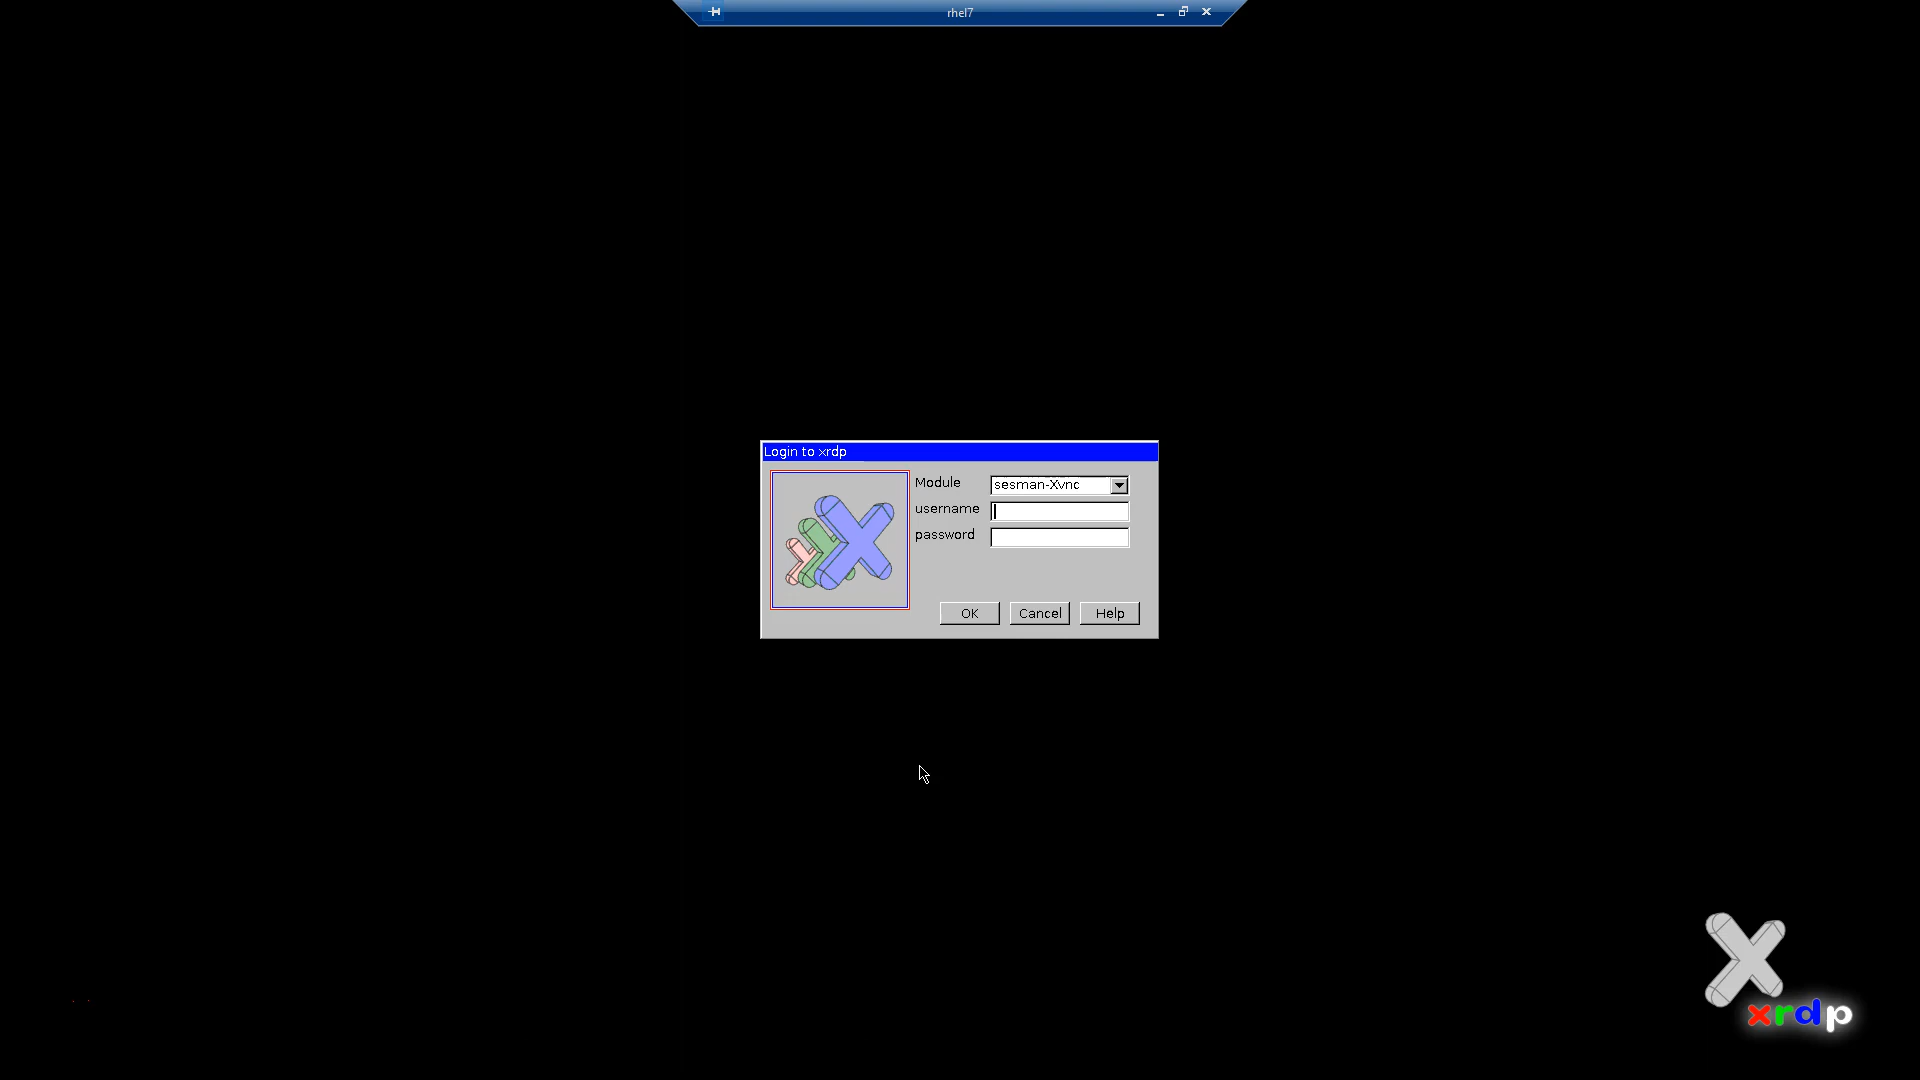 rhel7
Login to xrdp
Module
sesman-Xvnc
username
password
OK
Cancel
Help
xrdp